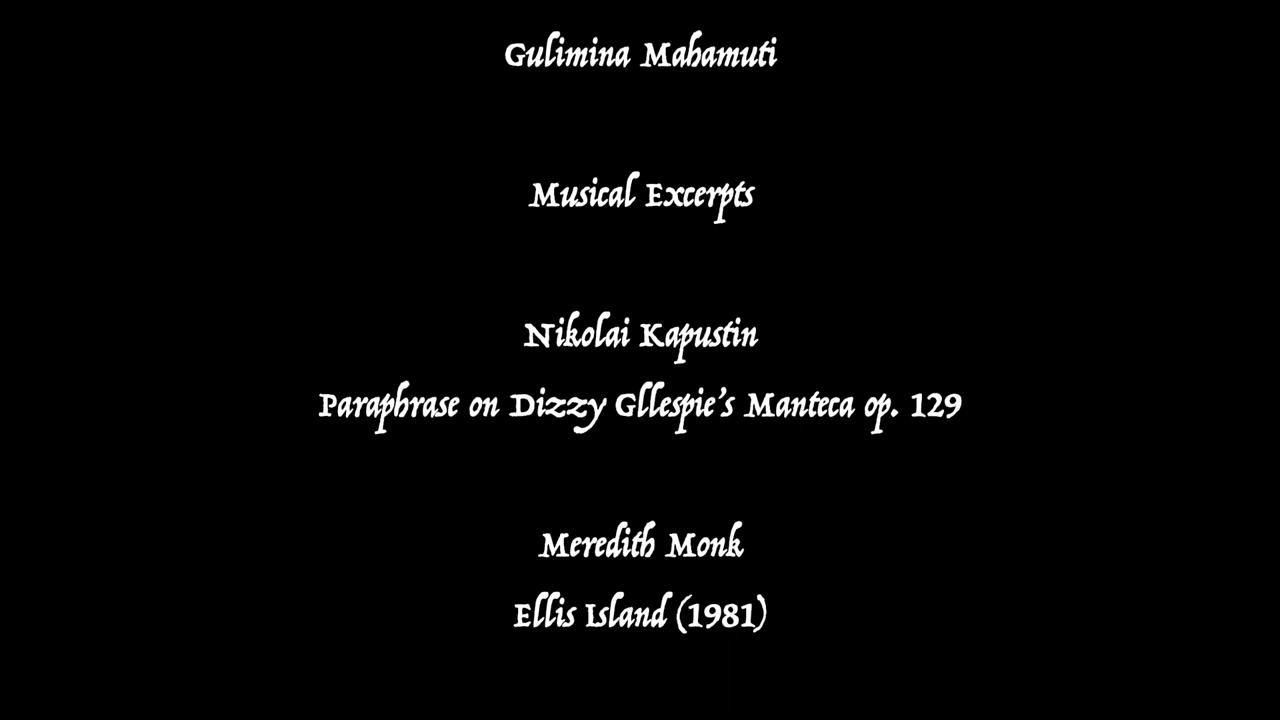 Gulimina Mahamuti
Musical Excerpts
Nikolai Kapustin
Paraphrase on Dizzy Gllespie's Manteca op. 129
Meredith Monk
Ellis Island (1981)